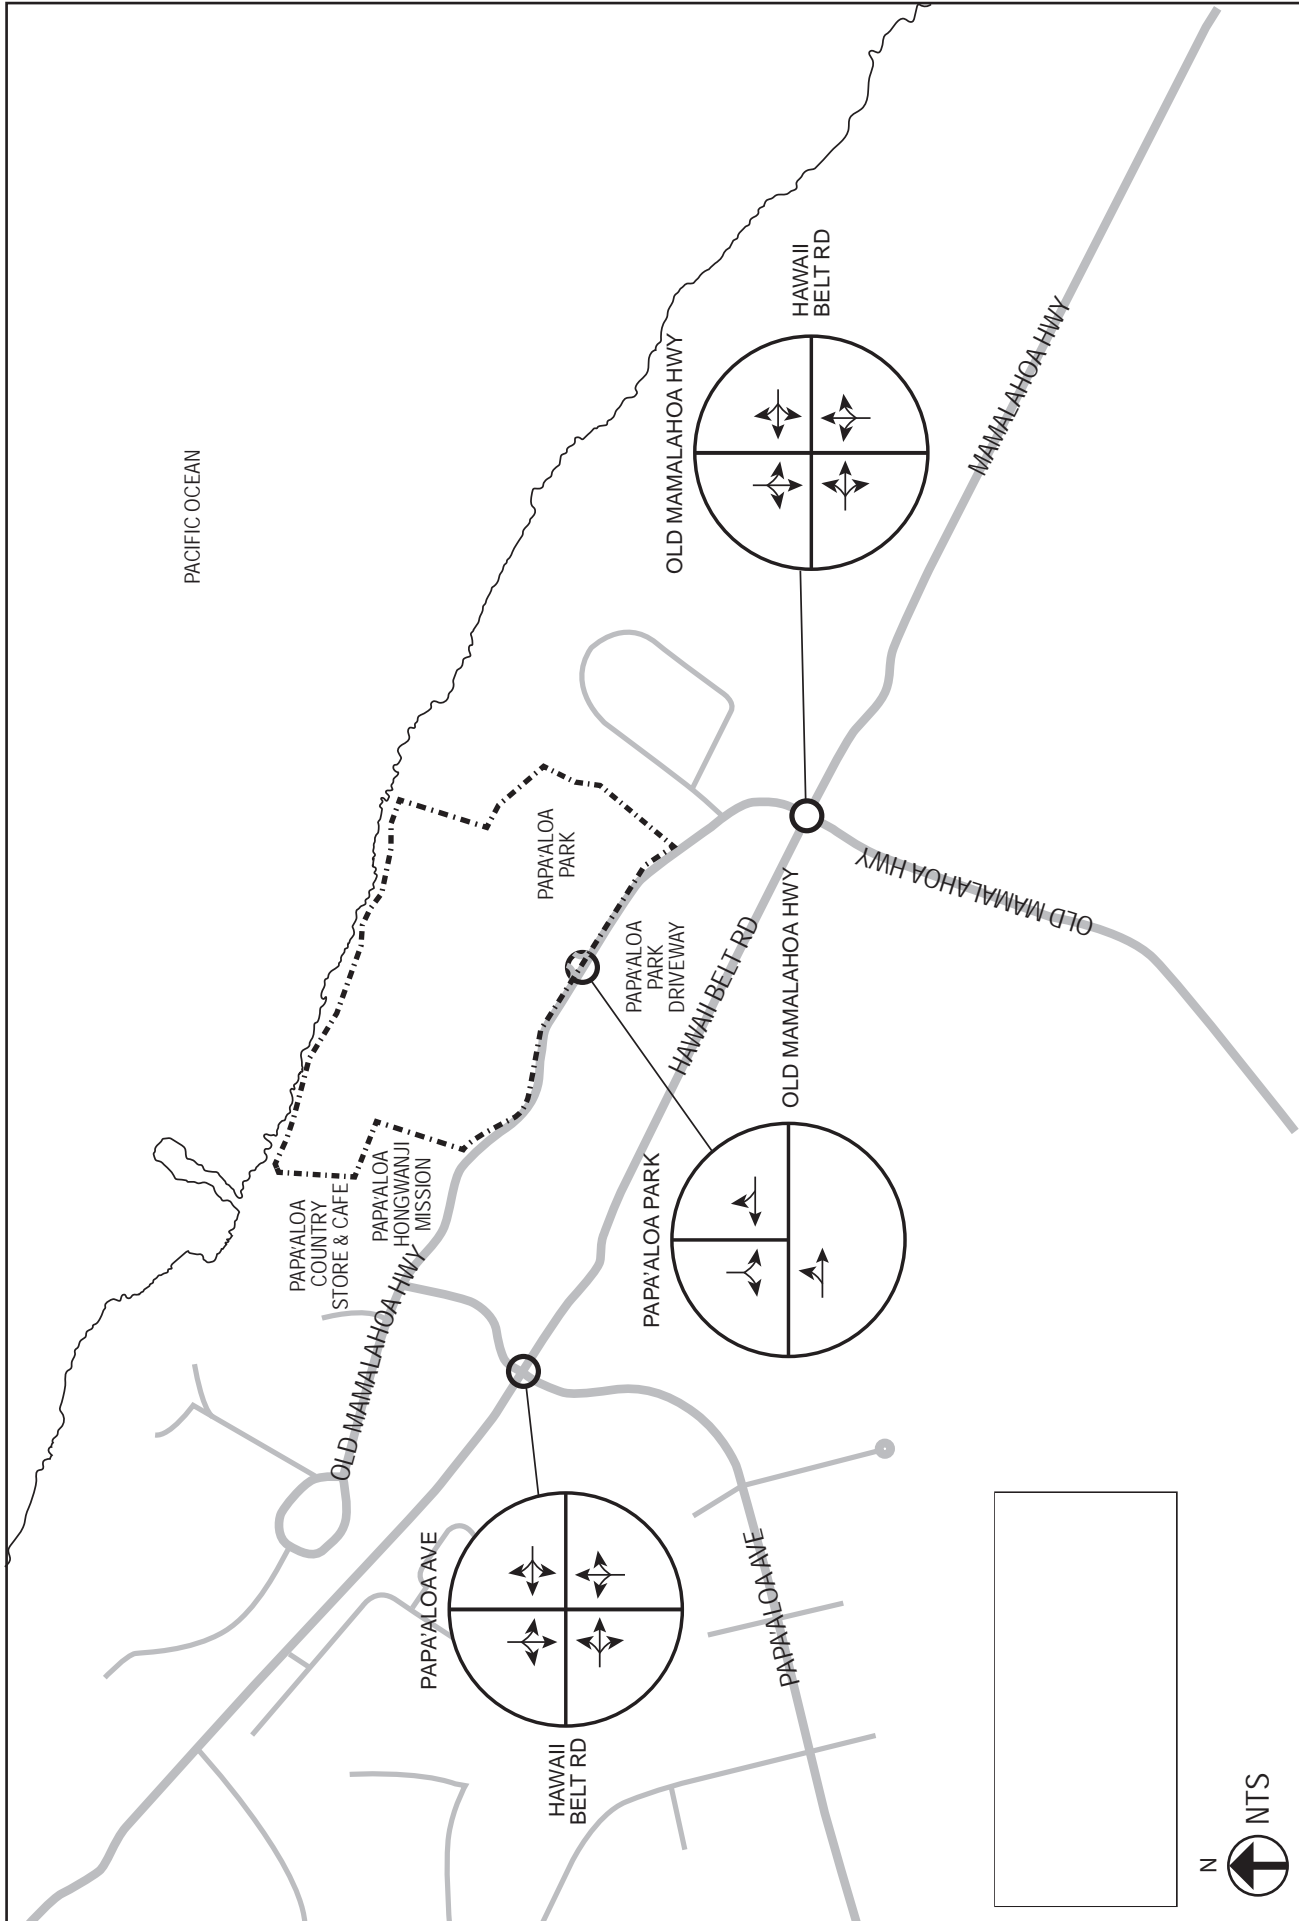 PACIFIC OCEAN
PAPA'ALOA
COUNTRY
STORE & CAFE
PAPA'ALOA
HONGWANJI
MISSION
OLD MAMALAHOA HWY
PAPA'ALOA
PARK
PAPA'ALOA
PARK
DRIVEWAY
HAWAII BELT RD
OLD MAMALAHOA HWY
HAWAII
BELT RD
MAMALAHOA HWY
OLD MAMALAHOA HWY
PAPA'ALOA PARK
OLD MAMALAHOA HWY
PAPA'ALOA AVE
HAWAII
BELT RD
PAPA'ALOA AVE
N
NTS